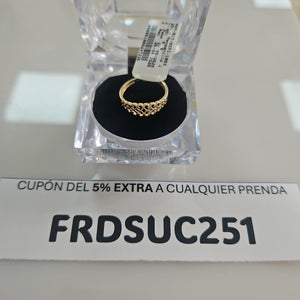 CUPÓN DEL 5% EXTRA A CUALQUIER PRENDA
FRDSUC251